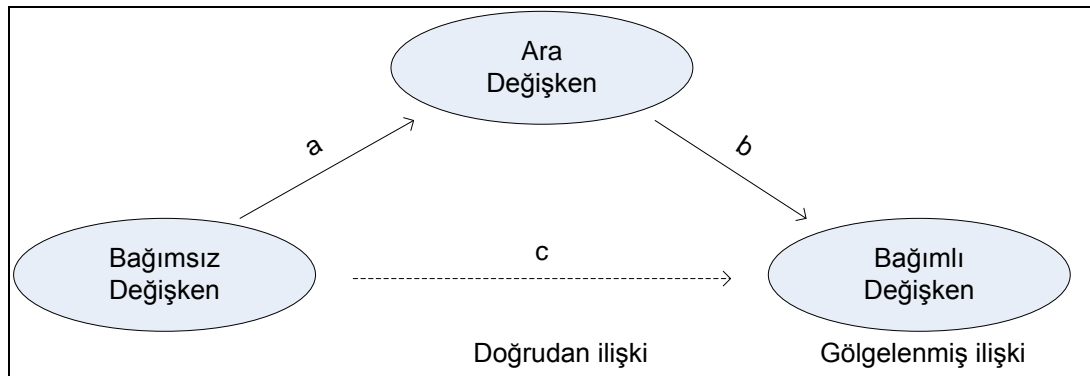 Ara
Değişken
a
b
Bağımsız
Değişken
c
Bağımlı
Değişken
Doğrudan ilişki
Gölgelenmiş ilişki